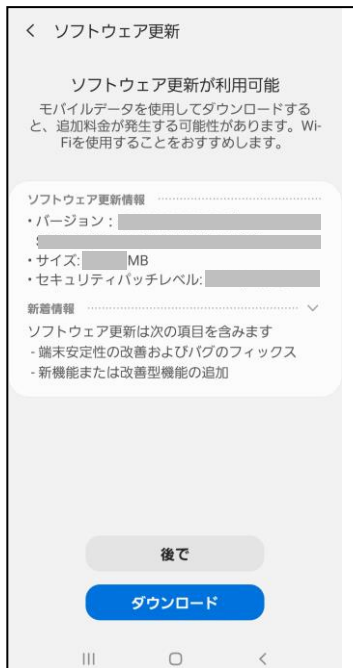 ソフトウェア更新
ソフトウェア更新が利用可能
モバイルデータを使用してダウンロードする
と、追加料金が発生する可能性があります。Wi-
Fiを使用することをおすすめします。
ソフトウェア更新情報
・バージョン：
・サイズ: MB
・セキュリティパッチレベル:
新着情報
ソフトウェア更新は次の項目を含みます
- 端末安定性の改善およびバグのフィックス
- 新機能または改善型機能の追加
後で
ダウンロード